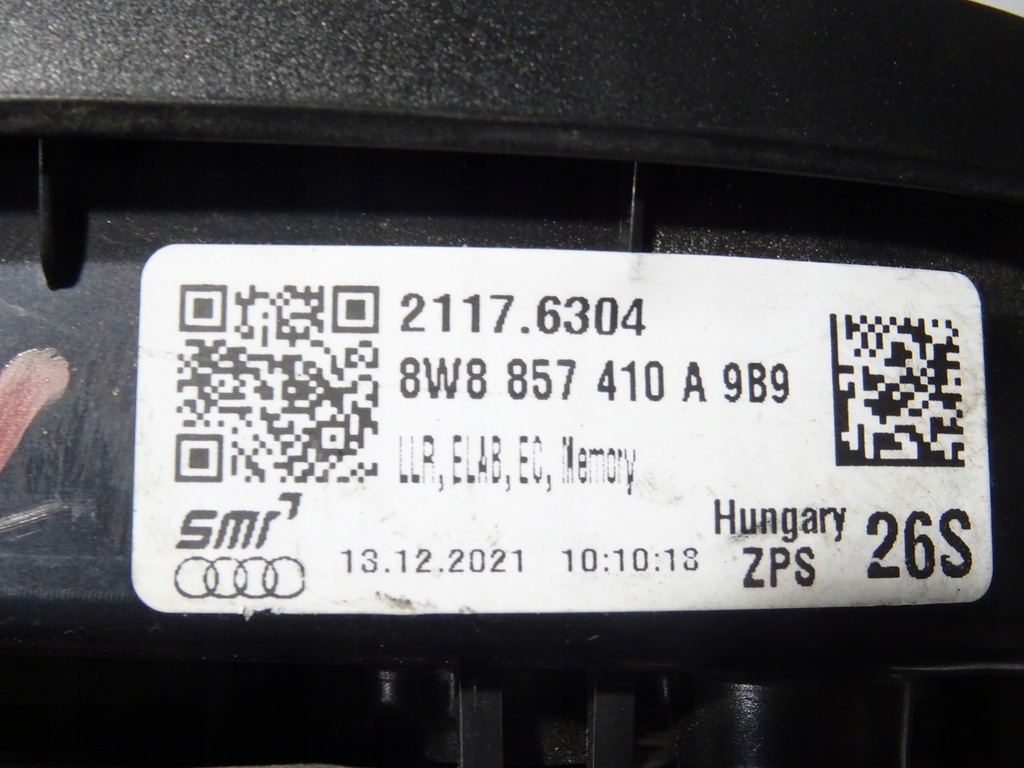 2117.6304
8W8 857 410 A 9B9
LLR, ELAB, EC, Memory
smr
Hungary
13.12.2021 10:10:18
ZPS
26S